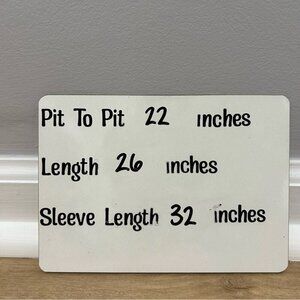 Pit To Pit 22 inches
Length 26 inches
Sleeve Length 32 inches